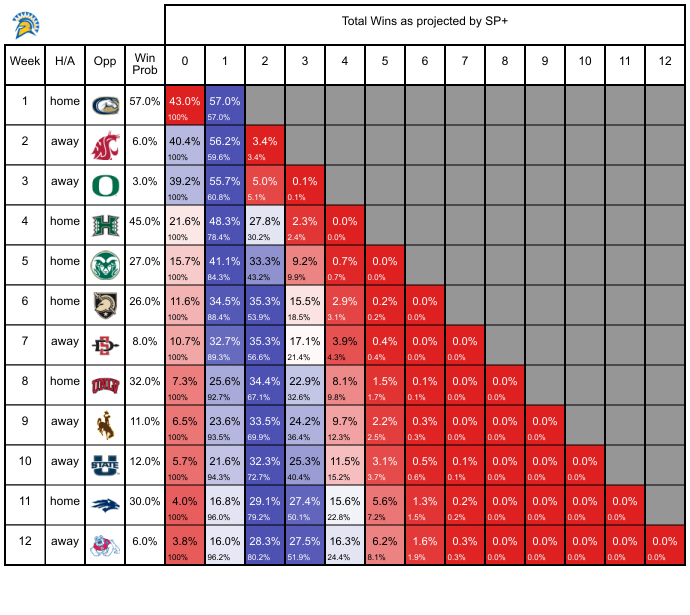 Total Wins as projected by SP+
Week H/A Opp Win Prob 0 1 2 3 4 5 6 7 8 9 10 11 12
1 home 57.0% 43.0% 57.0%
100% 57.0%
2 away 6.0% 40.4% 56.2% 3.4%
100% 59.6% 3.4%
3 away O 3.0% 39.2% 55.7% 5.0% 0.1%
100% 60.8% 5.1% 0.1%
4 home H 45.0% 21.6% 48.3% 27.8% 2.3% 0.0%
100% 78.4% 30.2% 2.4% 0.0%
5 home 27.0% 15.7% 41.1% 33.3% 9.2% 0.7% 0.0%
100% 84.3% 43.2% 9.9% 0.7% 0.0%
6 home 26.0% 11.6% 34.5% 35.3% 15.5% 2.9% 0.2% 0.0%
100% 88.4% 53.9% 18.5% 3.1% 0.2% 0.0%
7 away SD 8.0% 10.7% 32.7% 35.3% 17.1% 3.9% 0.4% 0.0% 0.0%
100% 89.3% 56.6% 21.4% 4.3% 0.4% 0.0% 0.0%
8 home UNLV 32.0% 7.3% 25.6% 34.4% 22.9% 8.1% 1.5% 0.1% 0.0% 0.0%
100% 92.7% 67.1% 32.6% 9.8% 1.7% 0.1% 0.0% 0.0%
9 away 11.0% 6.5% 23.6% 33.5% 24.2% 9.7% 2.2% 0.3% 0.0% 0.0% 0.0%
100% 93.5% 69.9% 36.4% 12.3% 2.5% 0.3% 0.0% 0.0% 0.0%
10 away U STATE 12.0% 5.7% 21.6% 32.3% 25.3% 11.5% 3.1% 0.5% 0.1% 0.0% 0.0% 0.0%
100% 94.3% 72.7% 40.4% 15.2% 3.7% 0.6% 0.1% 0.0% 0.0% 0.0%
11 home 30.0% 4.0% 16.8% 29.1% 27.4% 15.6% 5.6% 1.3% 0.2% 0.0% 0.0% 0.0% 0.0%
100% 96.0% 79.2% 50.1% 22.8% 7.2% 1.5% 0.2% 0.0% 0.0% 0.0% 0.0%
12 away 6.0% 3.8% 16.0% 28.3% 27.5% 16.3% 6.2% 1.6% 0.3% 0.0% 0.0% 0.0% 0.0% 0.0%
100% 96.2% 80.2% 51.9% 24.4% 8.1% 1.9% 0.3% 0.0% 0.0% 0.0% 0.0% 0.0%